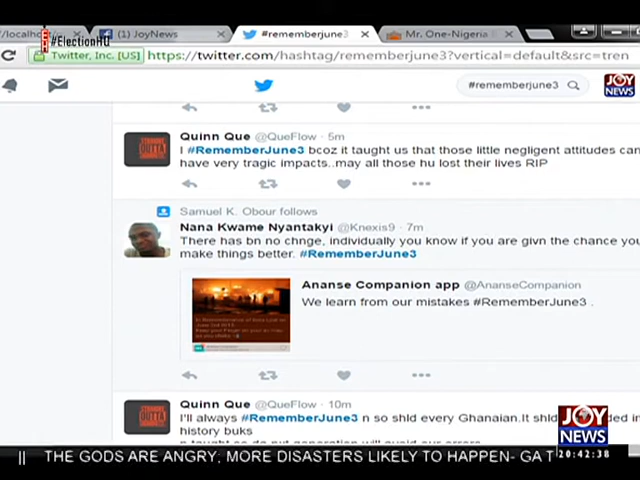 #ElectionHQ
y/localho
(1) JoyNews
#rememberjune3
Mr. One-Nigeria B
Twitter, Inc. [US] https://twitter.com/hashtag/rememberjune3?vertical=default&src=tren
#rememberjune3
JOY
NEWS
Quinn Que @QueFlow · 5m
I #RememberJune3 bcoz it taught us that those little negligent attitudes can
have very tragic impacts..may all those hu lost their lives RIP
Samuel K. Obour follows
Nana Kwame Nyantakyi @Knexis9 · 7m
There has bn no chnge, individually you know if you are givn the chance you
make things better. #RememberJune3
Ananse Companion app @AnanseCompanion
We learn from our mistakes #RememberJune3 .
Quinn Que @QueFlow · 10m
I'll always #RememberJune3 n so shld every Ghanaian.It shld
history buks
JOY
NEWS
|| THE GODS ARE ANGRY; MORE DISASTERS LIKELY TO HAPPEN- GA T
20:42:38